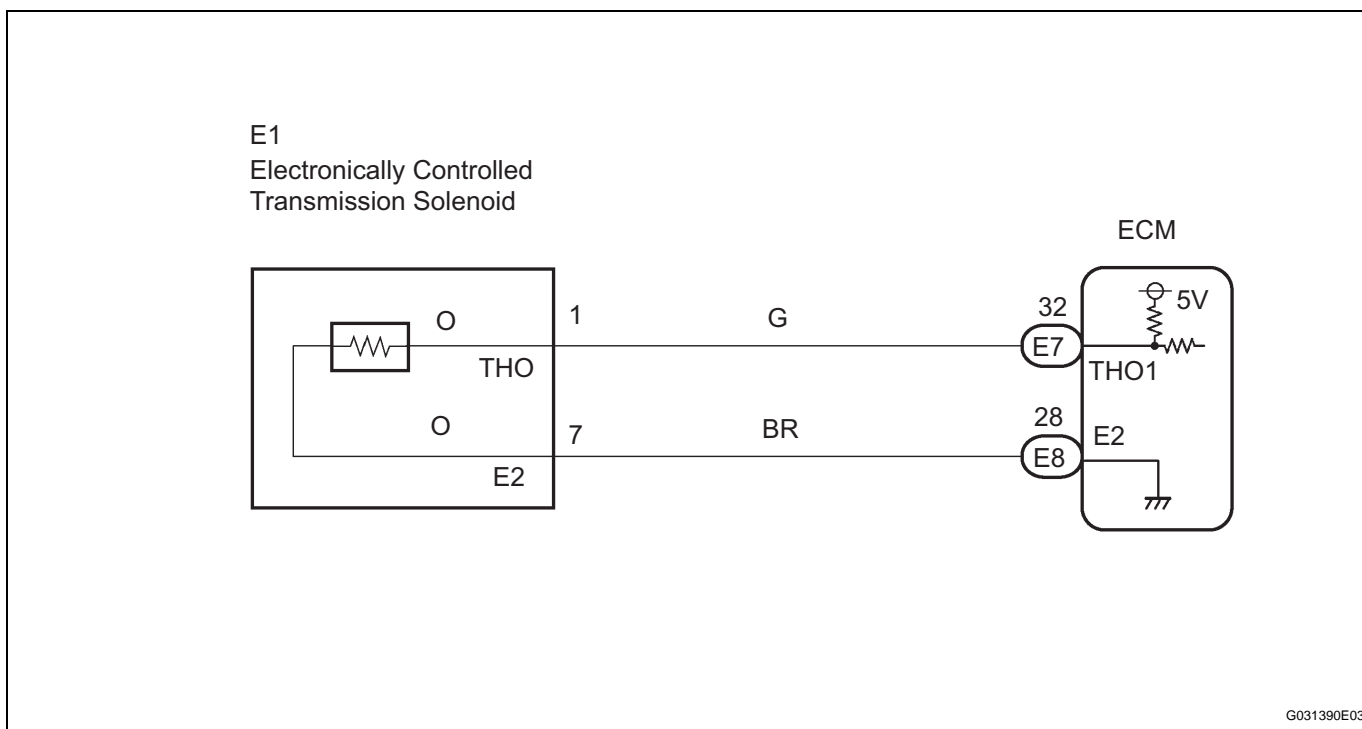 E1
Electronically Controlled
Transmission Solenoid
ECM
O
1
G
32
5V
E7
THO
THO1
O
7
BR
28
E2
E8
E2
G031390E03